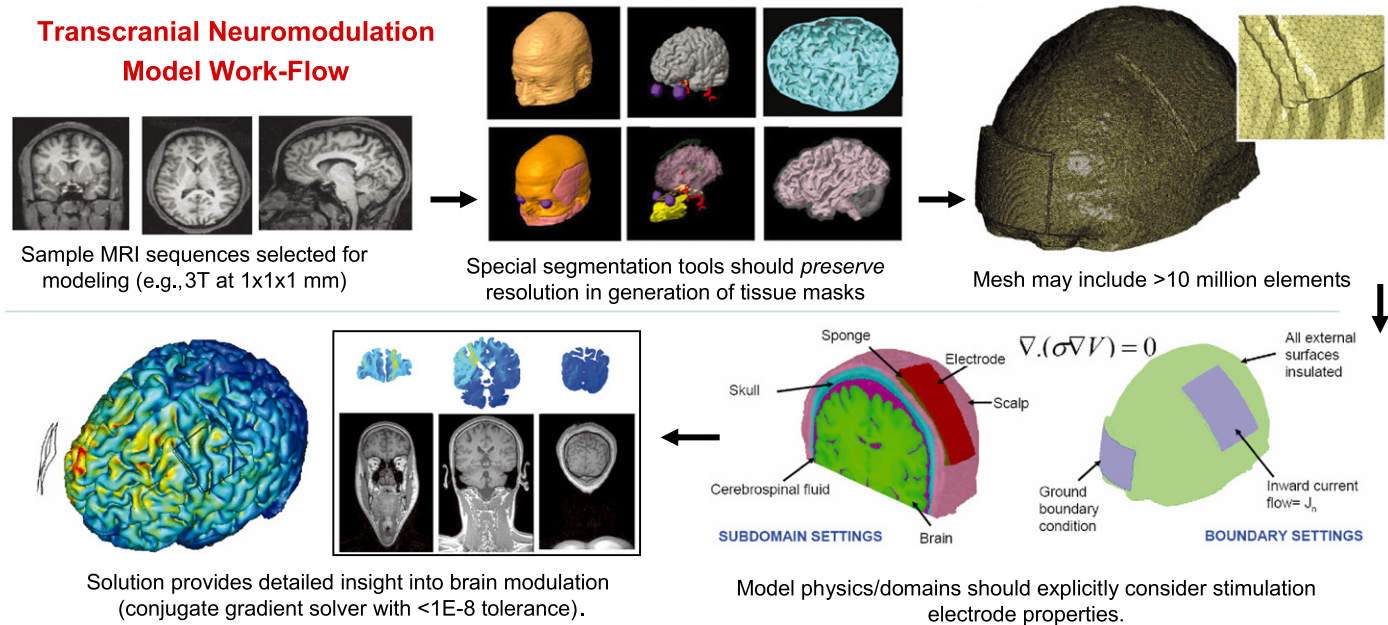 Transcranial Neuromodulation
Model Work-Flow
Sample MRI sequences selected for
modeling (e.g., 3T at 1x1x1 mm)
Special segmentation tools should preserve
resolution in generation of tissue masks
Mesh may include >10 million elements
Sponge
Electrode
Skull
Scalp
Cerebrospinal fluid
Brain
SUBDOMAIN SETTINGS
∇.(σ∇V) = 0
All external
surfaces
insulated
Ground
boundary
condition
Inward current
flow= Jₙ
BOUNDARY SETTINGS
Model physics/domains should explicitly consider stimulation
electrode properties.
Solution provides detailed insight into brain modulation
(conjugate gradient solver with <1E-8 tolerance).